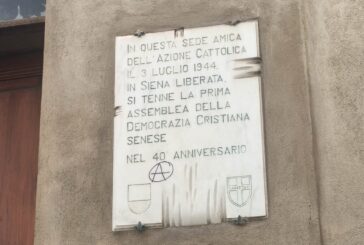 IN QUESTA SEDE AMICA
DELL'AZIONE CATTOLICA
IL 3 LUGLIO 1944,
IN SIENA LIBERATA,
SI TENNE LA PRIMA
ASSEMBLEA DELLA
DEMOCRAZIA CRISTIANA
SENESE
NEL 40 ANNIVERSARIO